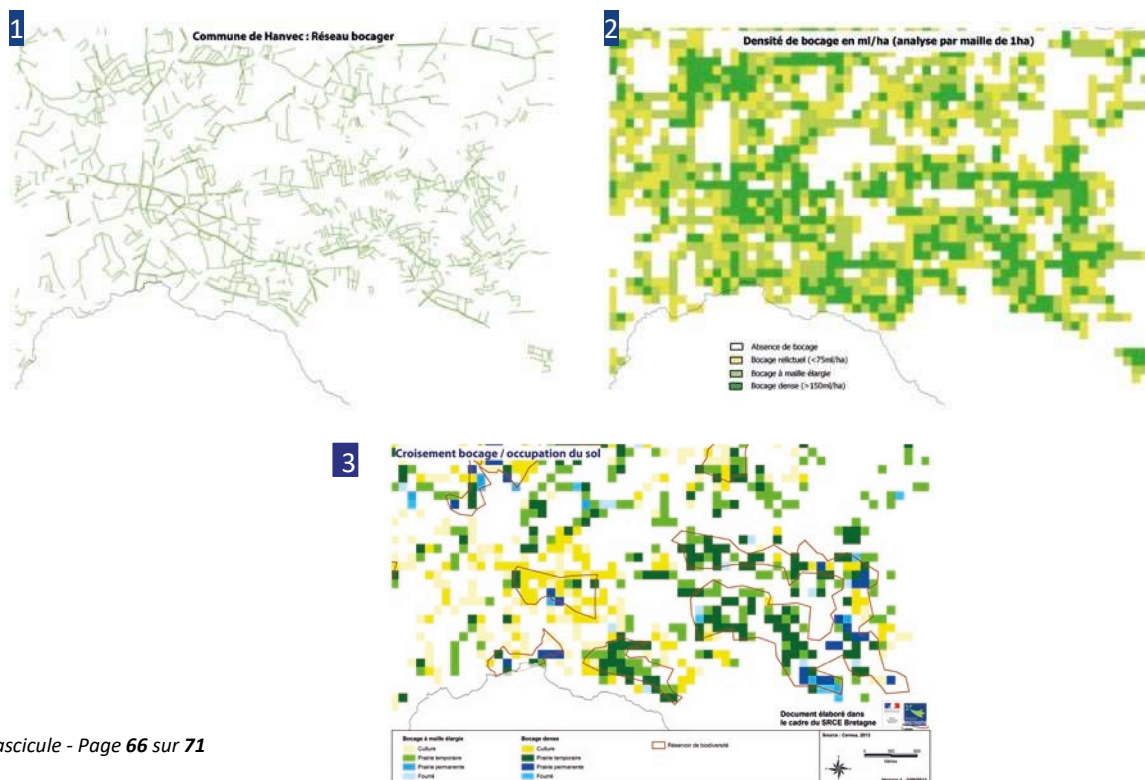 1
Commune de Hanvec : Réseau bocager
2
Densité de bocage en ml/ha (analyse par maille de 1ha)
Absence de bocage
Bocage relictuel (<75ml/ha)
Bocage à maille élargie
Bocage dense (>150ml/ha)
3
Croisement bocage / occupation du sol
Document élaboré dans
le cadre du SRCE Bretagne
Bocage à maille élargie
Culture
Prairie temporaire
Prairie permanente
Fourré
Bocage dense
Culture
Prairie temporaire
Prairie permanente
Fourré
Réservoir de biodiversité
Source : Cerema, 2013
ascicule - Page 66 sur 71